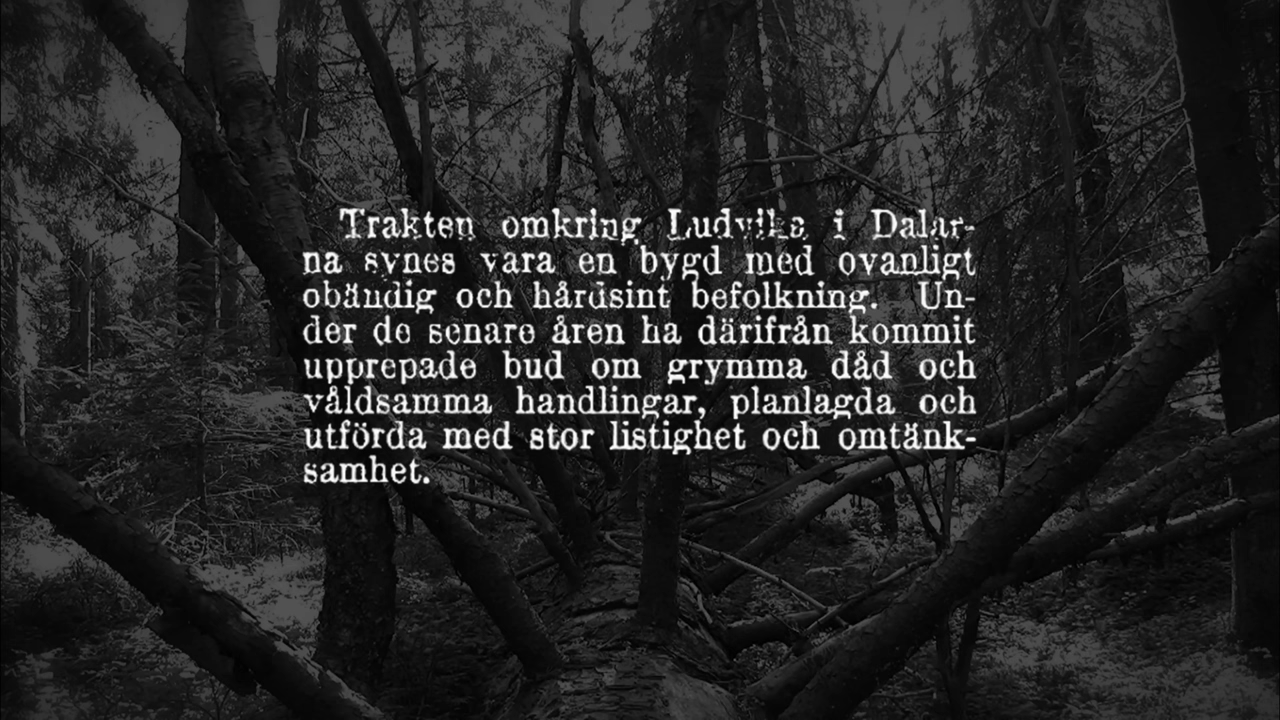 Trakten omkring Ludvika i Dalar-
na synes vara en bygd med ovanligt
obändig och hårdsint befolkning. Un-
der de senare åren ha därifrån kommit
upprepade bud om grymma dåd och
våldsamma handlingar, planlagda och
utförda med stor listighet och omtänk-
samhet.